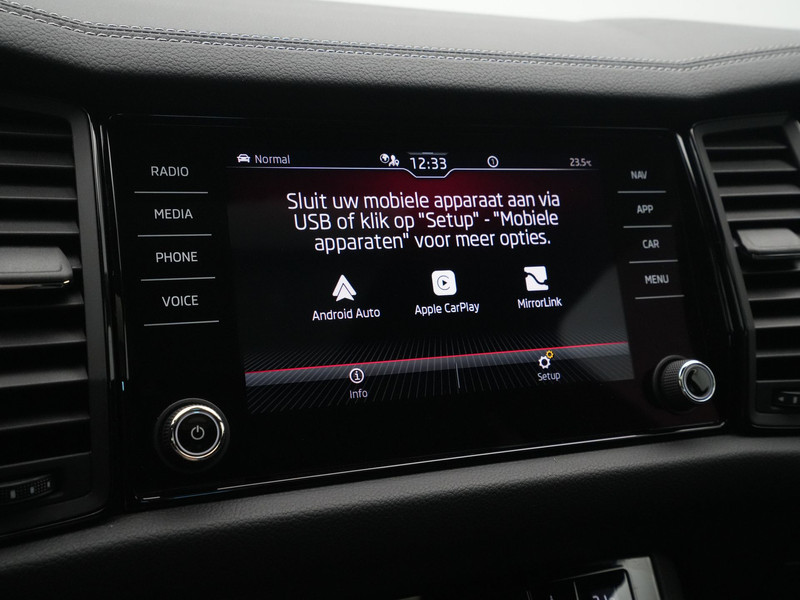 RADIO
MEDIA
PHONE
VOICE
Normal
12:33
23.5°C
Sluit uw mobiele apparaat aan via
USB of klik op "Setup" - "Mobiele
apparaten" voor meer opties.
Android Auto
Apple CarPlay
MirrorLink
Info
Setup
NAV
APP
CAR
MENU